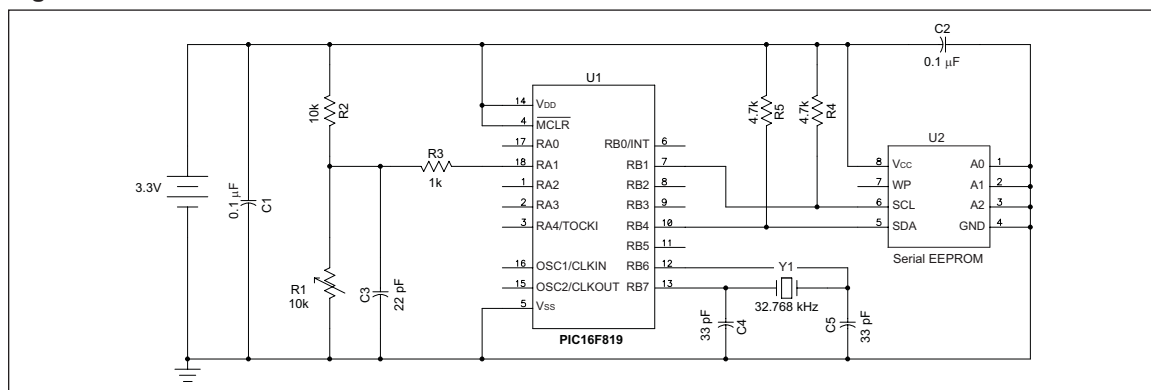 3.3V
0.1 µF
C1
10k
R2
R1
10k
C3
22 pF
R3
1k
U1
14 VDD
4 MCLR
17 RA0
18 RA1
1 RA2
2 RA3
3 RA4/TOCKI
16 OSC1/CLKIN
15 OSC2/CLKOUT
5 VSS
RB0/INT 6
RB1 7
RB2 8
RB3 9
RB4 10
RB5 11
RB6 12
RB7 13
PIC16F819
4.7k
R5
4.7k
R4
Y1
32.768 kHz
33 pF
C4
C5
33 pF
C2
0.1 µF
U2
8 VCC
7 WP
6 SCL
5 SDA
A0 1
A1 2
A2 3
GND 4
Serial EEPROM